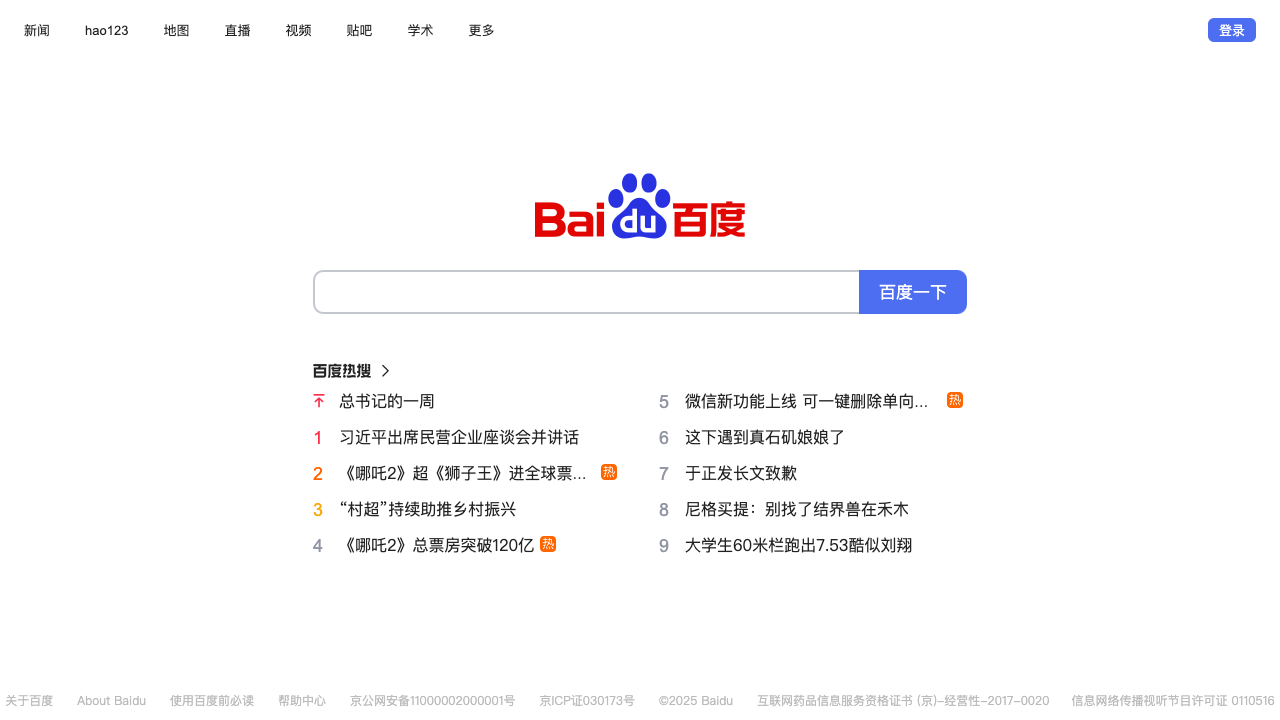 新闻 hao123 地图 直播 视频 贴吧 学术 更多 登录
Bai du 百度
百度一下
百度热搜
总书记的一周
1 习近平出席民营企业座谈会并讲话
2 《哪吒2》超《狮子王》进全球票... 热
3 “村超”持续助推乡村振兴
4 《哪吒2》总票房突破120亿 热
5 微信新功能上线 可一键删除单向... 热
6 这下遇到真石矶娘娘了
7 于正发长文致歉
8 尼格买提：别找了结界兽在禾木
9 大学生60米栏跑出7.53酷似刘翔
关于百度 About Baidu 使用百度前必读 帮助中心 京公网安备11000002000001号 京ICP证030173号 ©2025 Baidu 互联网药品信息服务资格证书 (京)-经营性-2017-0020 信息网络传播视听节目许可证 0110516